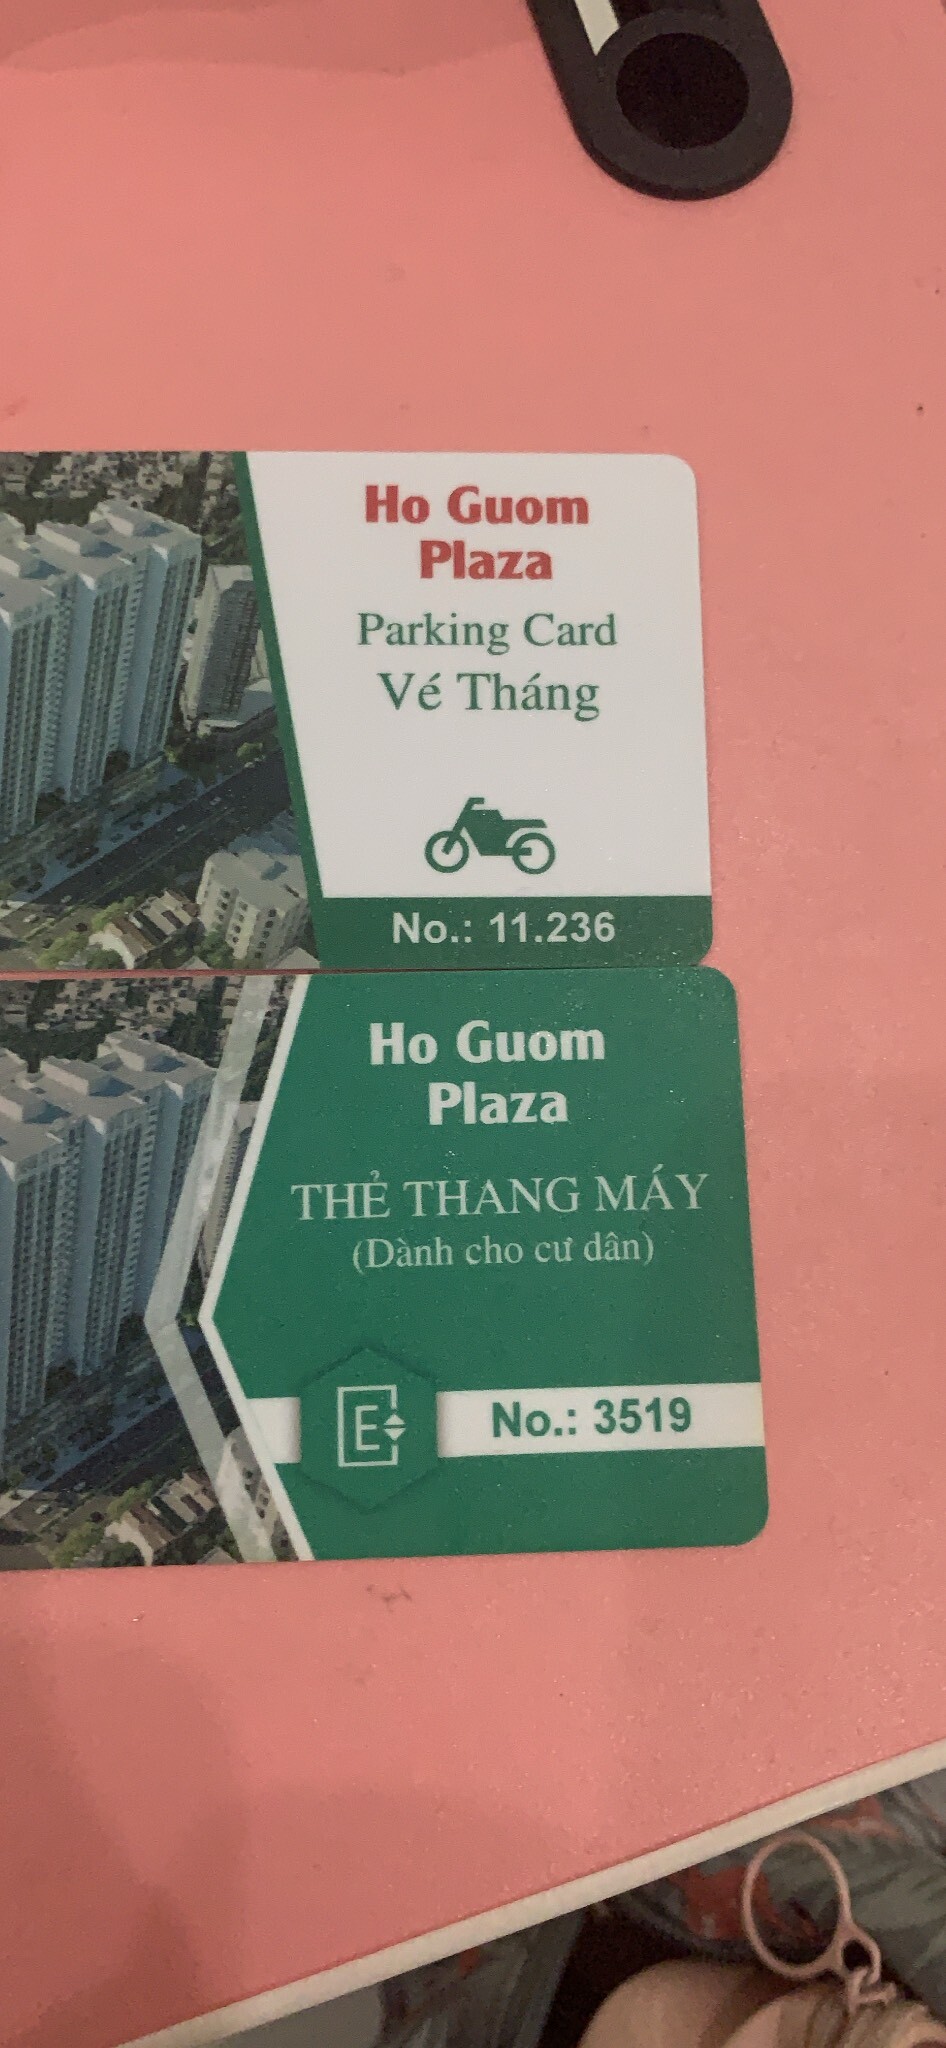 Ho Guom
Plaza
Parking Card
Vé Tháng
No.: 11.236
Ho Guom
Plaza
THẺ THANG MÁY
(Dành cho cư dân)
E
No.: 3519